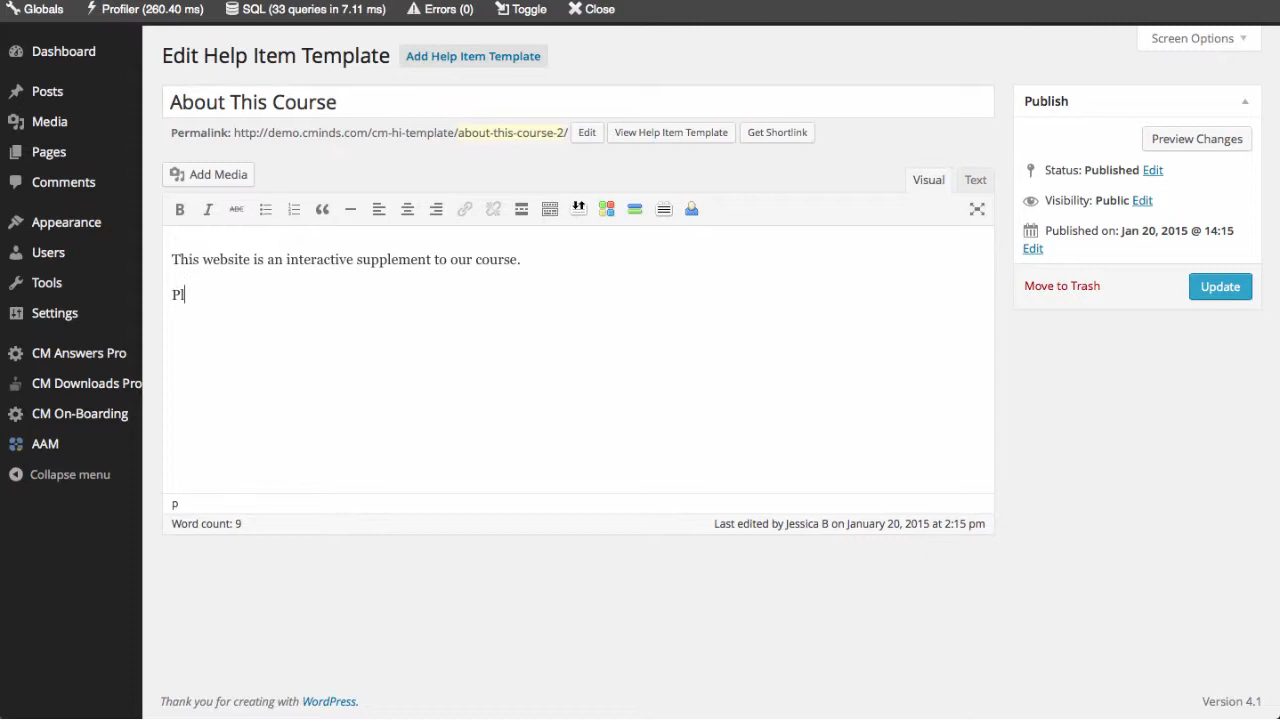 Globals Profiler (260.40 ms) SQL (33 queries in 7.11 ms) Errors (0) Toggle Close
Screen Options
Dashboard
Posts
Media
Pages
Comments
Appearance
Users
Tools
Settings
CM Answers Pro
CM Downloads Pro
CM On-Boarding
AAM
Collapse menu
Edit Help Item Template Add Help Item Template
About This Course
Permalink: http://demo.cminds.com/cm-hi-template/about-this-course-2/ Edit View Help Item Template Get Shortlink
Add Media
Visual Text
B I ABC
This website is an interactive supplement to our course.
Pl
p
Word count: 9 Last edited by Jessica B on January 20, 2015 at 2:15 pm
Publish
Preview Changes
Status: Published Edit
Visibility: Public Edit
Published on: Jan 20, 2015 @ 14:15
Edit
Move to Trash Update
Thank you for creating with WordPress. Version 4.1